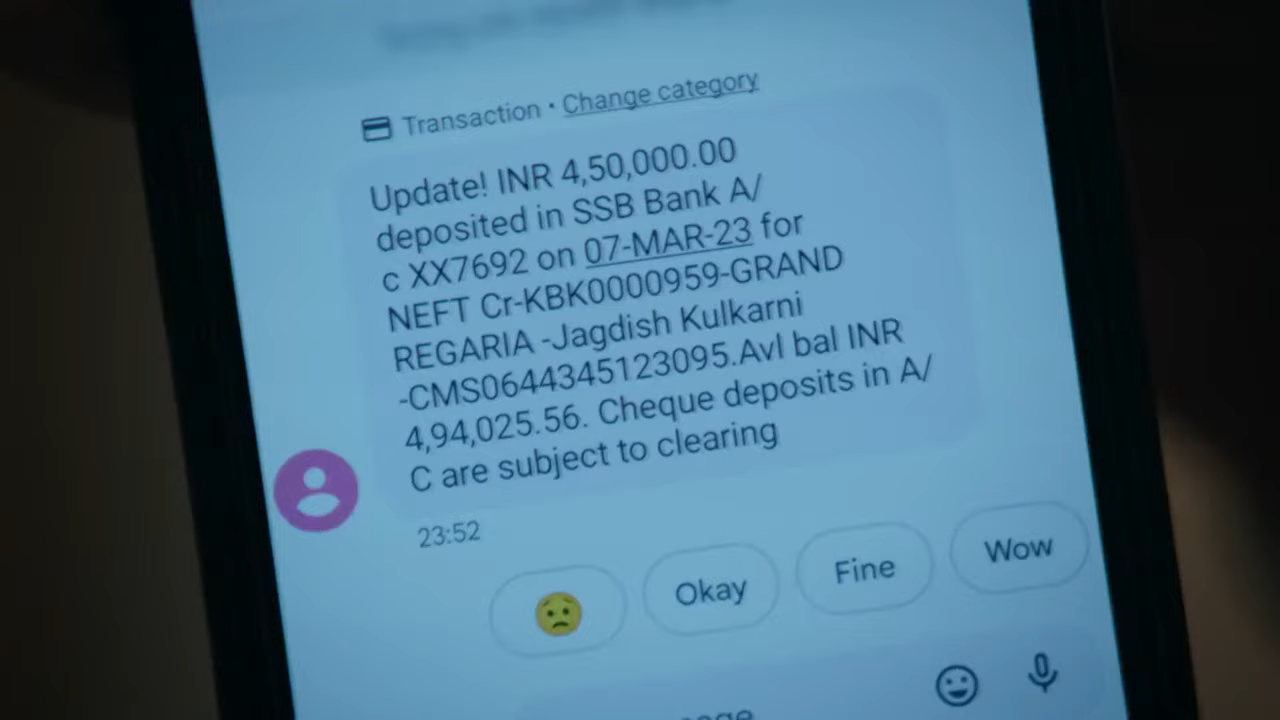 Transaction • Change category
Update! INR 4,50,000.00
deposited in SSB Bank A/
c XX7692 on 07-MAR-23 for
NEFT Cr-KBK0000959-GRAND
REGARIA -Jagdish Kulkarni
-CMS0644345123095.Avl bal INR
4,94,025.56. Cheque deposits in A/
C are subject to clearing
23:52
Okay
Fine
Wow